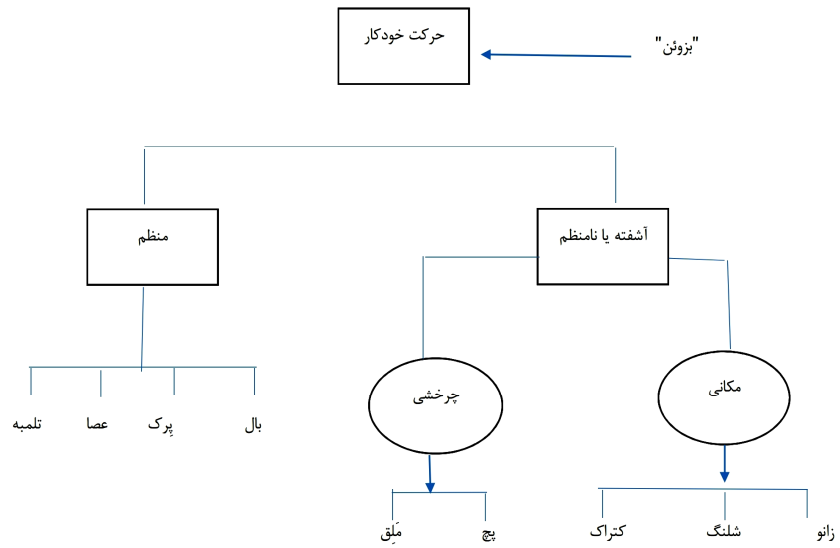 حرکت خودکار
"بزوئن"
آشفته یا نامنظم
منظم
مکانی
چرخشی
بال
پِرک
عصا
تلمبه
زانو
شلنگ
کتراک
پچ
مَلَق